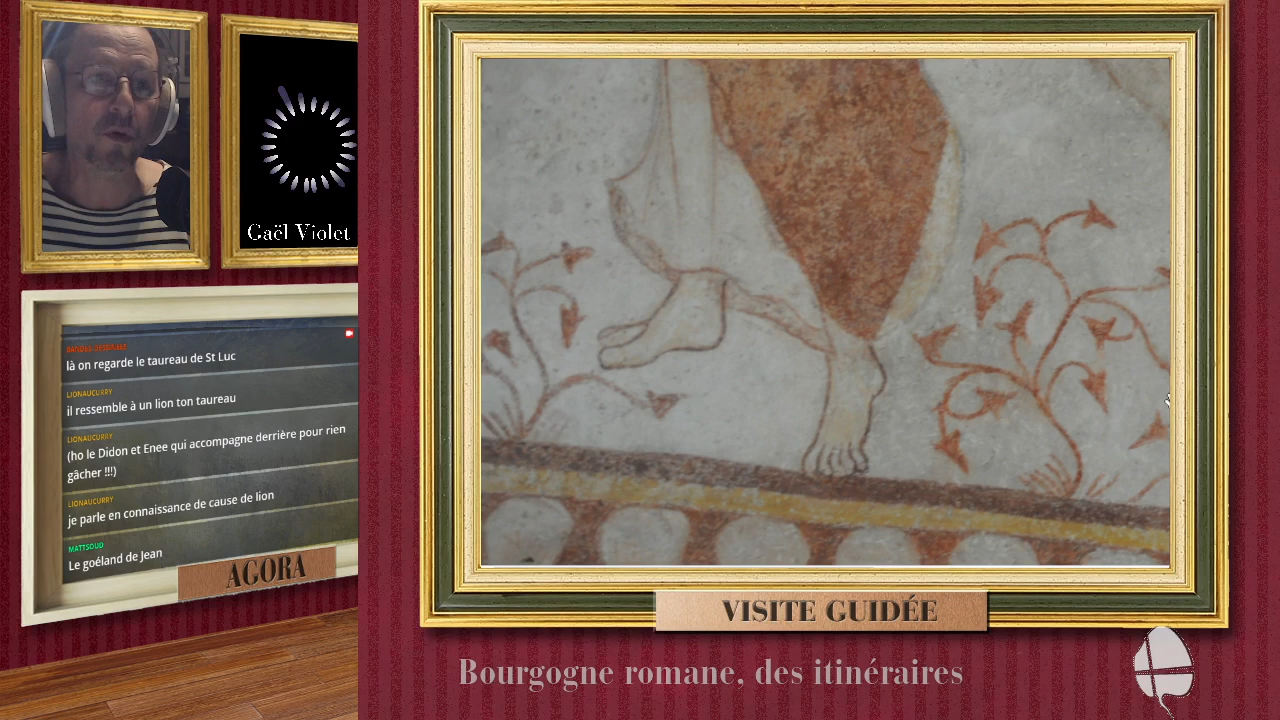 Gaël Violet
BANDES_DESSINEES
là on regarde le taureau de St Luc
LIONAUCURRY
il ressemble à un lion ton taureau
LIONAUCURRY
(ho le Didon et Enee qui accompagne derrière pour rien
gâcher !!!)
LIONAUCURRY
je parle en connaissance de cause de lion
MATTSOUD
Le goéland de Jean
AGORA
VISITE GUIDÉE
Bourgogne romane, des itinéraires